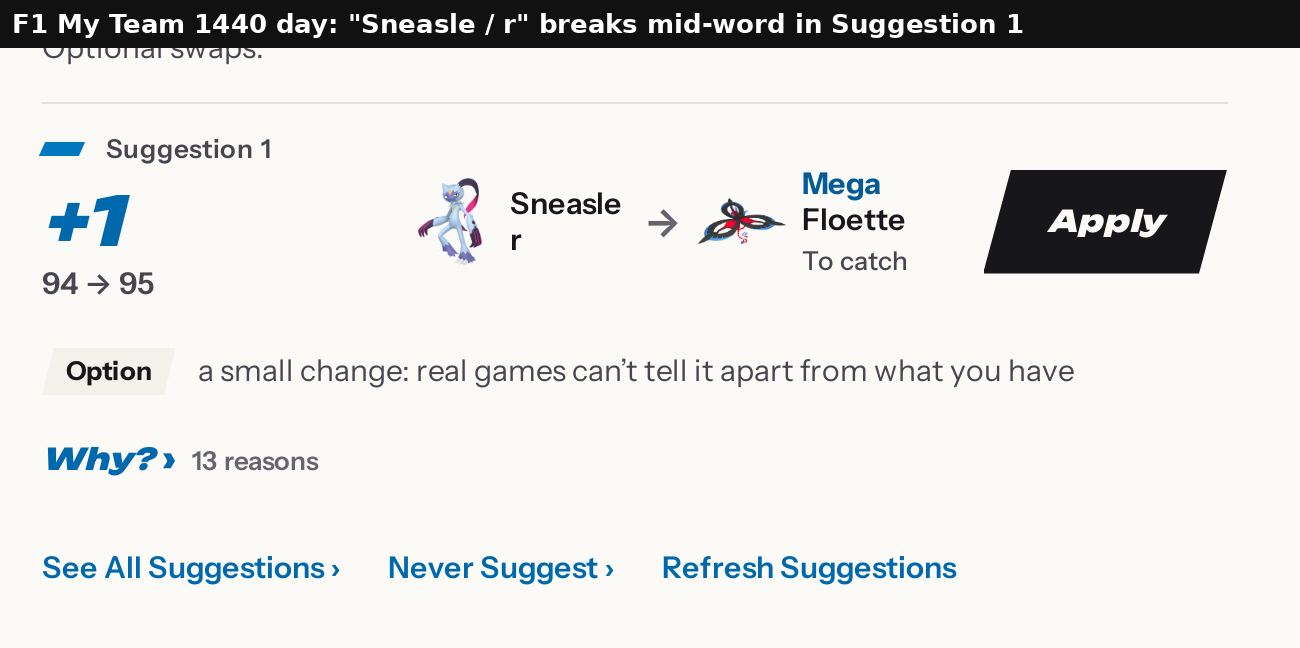 F1 My Team 1440 day: "Sneasle / r" breaks mid-word in Suggestion 1
Optional swaps.
Suggestion 1
+1
94 → 95
Sneasle
r
→
Mega
Floette
To catch
Apply
Option
a small change: real games can’t tell it apart from what you have
Why? › 13 reasons
See All Suggestions › Never Suggest › Refresh Suggestions